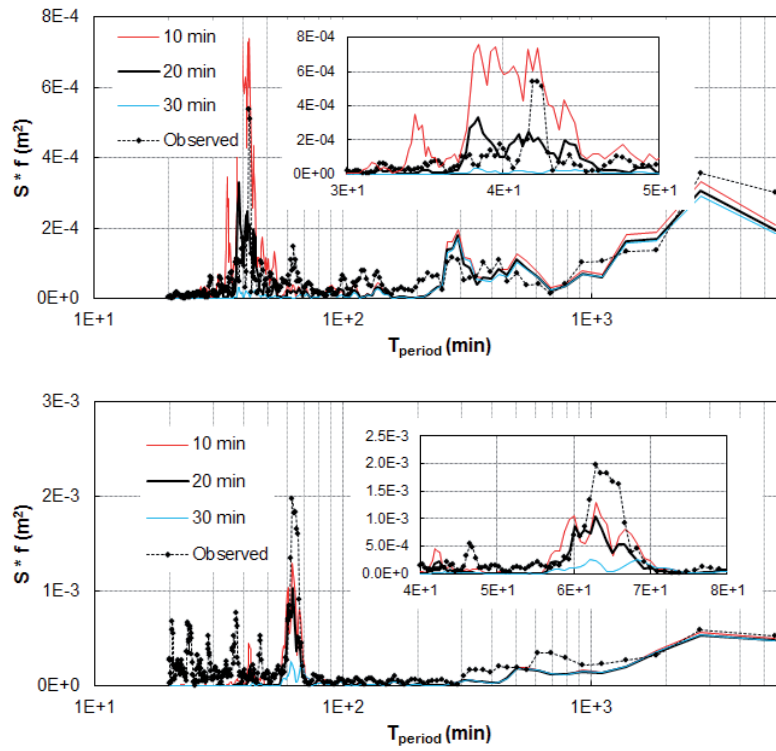 8E-4
6E-4
4E-4
2E-4
0E+0
S* f (m²)
10 min
20 min
30 min
Observed
8E-04
6E-04
4E-04
2E-04
0E+00
3E+1 4E+1 5E+1
1E+1 1E+2 1E+3
Tperiod (min)
3E-3
2E-3
1E-3
0E+0
S* f (m²)
10 min
20 min
30 min
Observed
2.5E-3
2.0E-3
1.5E-3
1.0E-3
5.0E-4
0.0E+0
4E+1 5E+1 6E+1 7E+1 8E+1
1E+1 1E+2 1E+3
Tperiod (min)